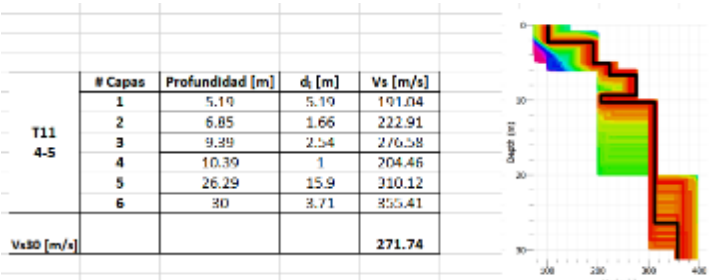 # Capas Profundidad [m] di [m] Vs [m/s]
T11
4-5
1 5.19 5.19 191.04
2 6.85 1.66 222.91
3 9.39 2.54 276.58
4 10.39 1 204.46
5 26.29 15.9 310.12
6 30 3.71 355.41
Vs30 [m/s] 271.74
0
10
20
30
Depth [m]
100 200 300 400